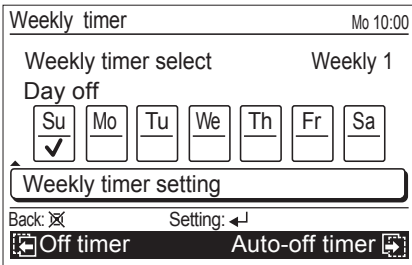 Weekly timer Mo 10:00
Weekly timer select Weekly 1
Day off
Su Mo Tu We Th Fr Sa
Weekly timer setting
Back: Setting:
Off timer Auto-off timer